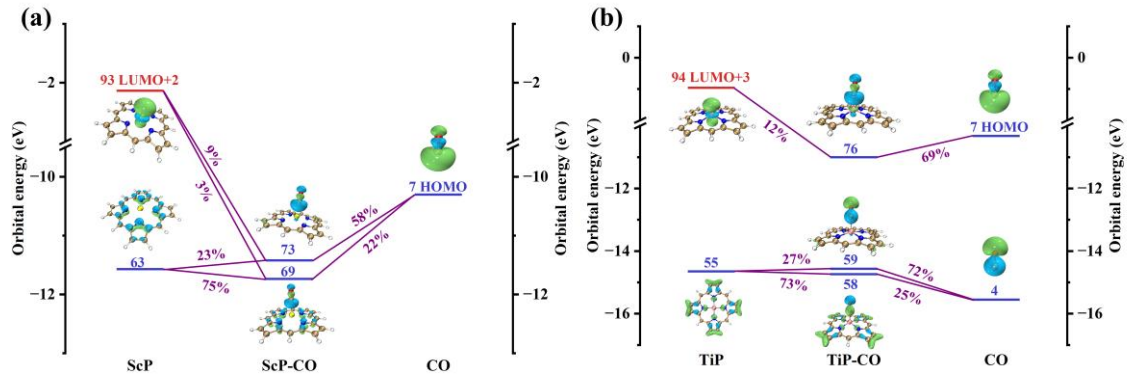 (a)
(b)
Orbital energy (eV)
−2
−10
−12
93 LUMO+2
9%
3%
63
23%
75%
73
69
58%
22%
7 HOMO
−2
−10
−12
Orbital energy (eV)
ScP
ScP-CO
CO
Orbital energy (eV)
0
−12
−14
−16
94 LUMO+3
12%
76
69%
7 HOMO
55
27%
73%
59
58
72%
25%
4
0
−12
−14
−16
Orbital energy (eV)
TiP
TiP-CO
CO